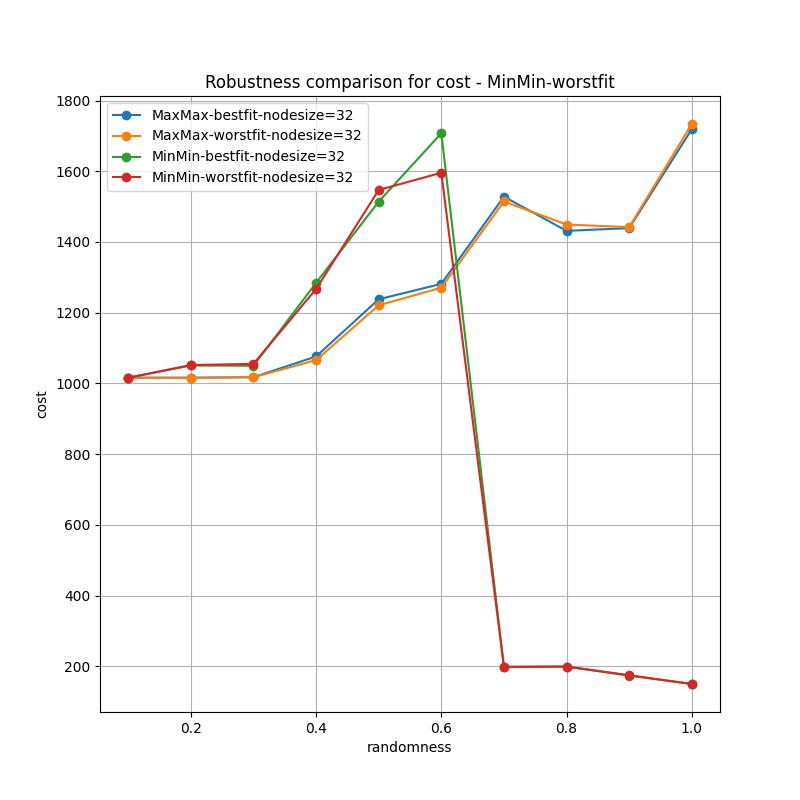 Robustness comparison for cost - MinMin-worstfit
MaxMax-bestfit-nodesize=32
MaxMax-worstfit-nodesize=32
MinMin-bestfit-nodesize=32
MinMin-worstfit-nodesize=32
1800
1600
1400
1200
1000
800
600
400
200
cost
0.2 0.4 0.6 0.8 1.0
randomness